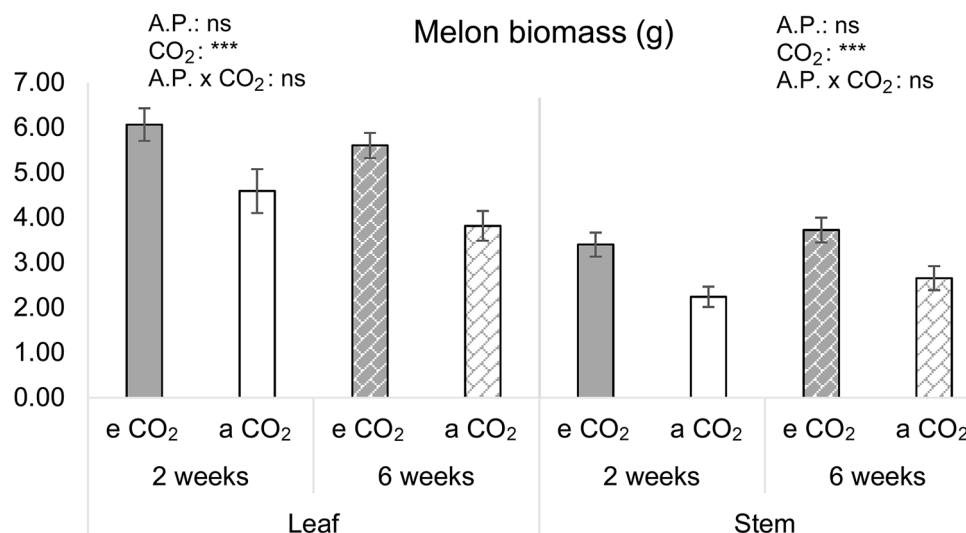 Melon biomass (g)
A.P.: ns
CO₂: ***
A.P. x CO₂: ns
A.P.: ns
CO₂: ***
A.P. x CO₂: ns
7.00
6.00
5.00
4.00
3.00
2.00
1.00
0.00
e CO₂ a CO₂ e CO₂ a CO₂ e CO₂ a CO₂ e CO₂ a CO₂
2 weeks 6 weeks 2 weeks 6 weeks
Leaf Stem